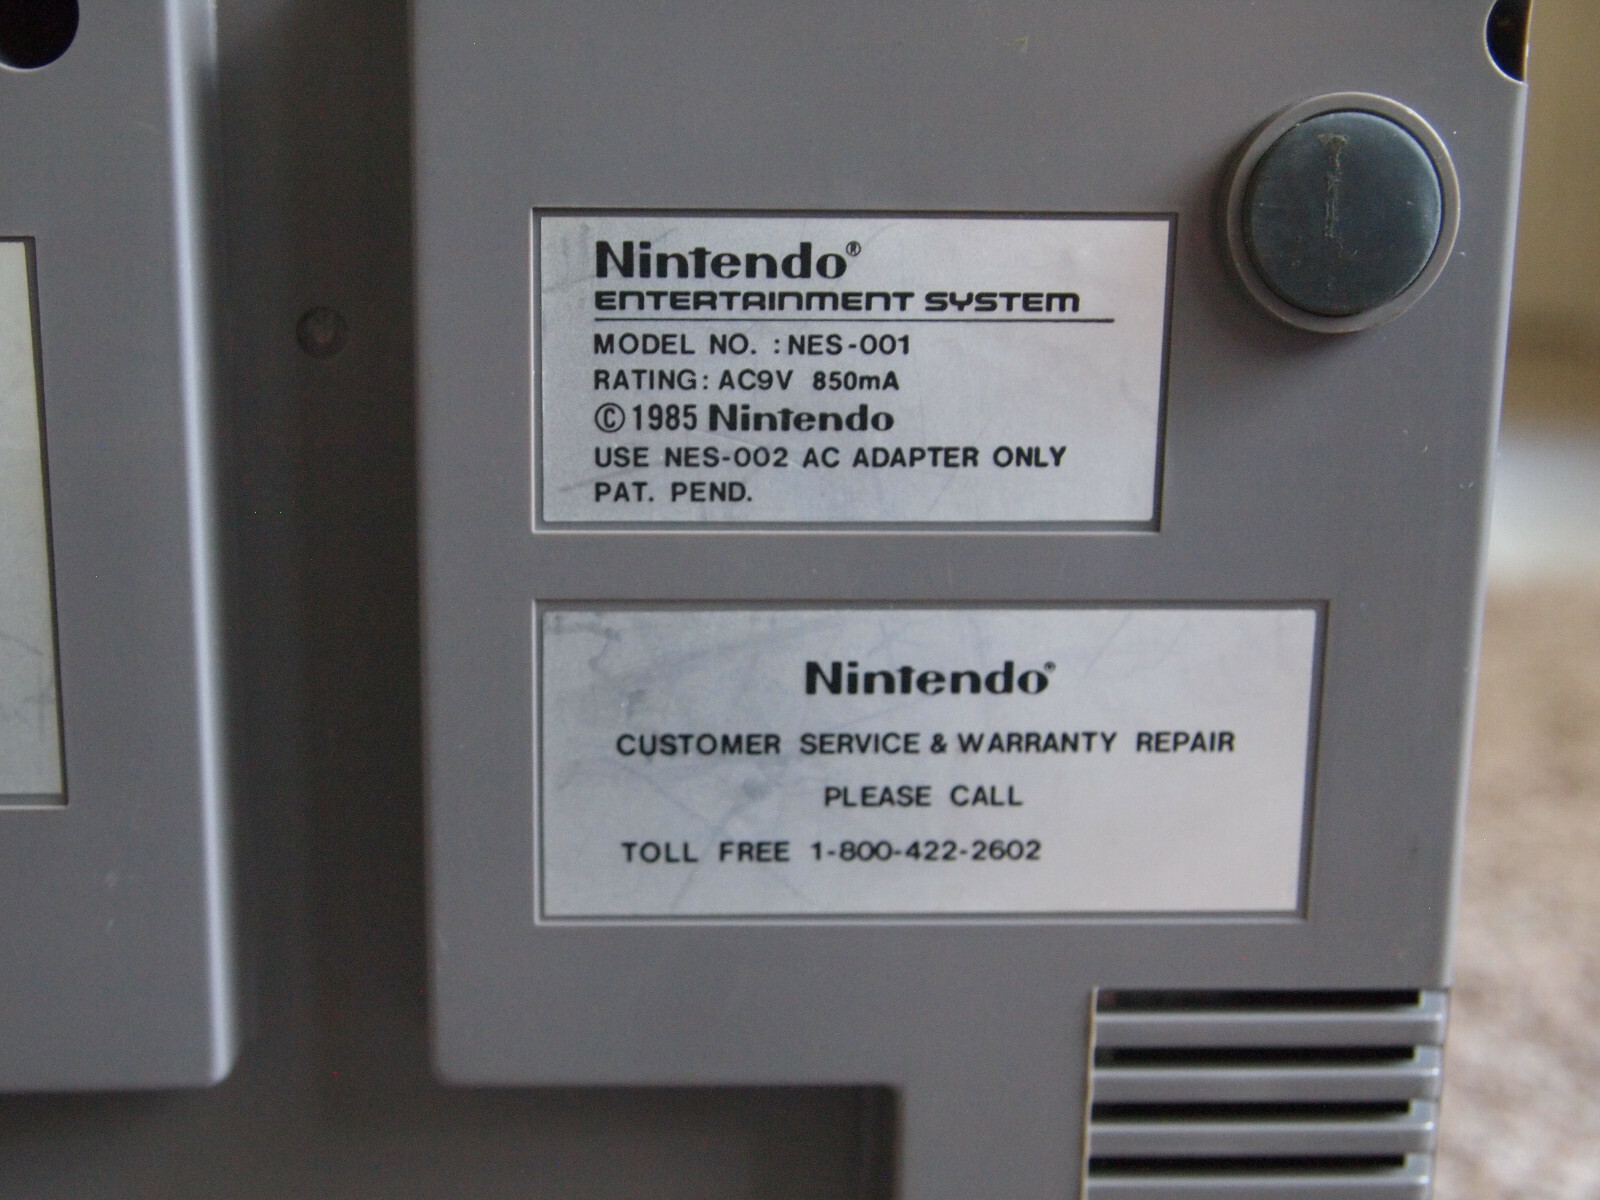 Nintendo®
ENTERTAINMENT SYSTEM
MODEL NO. :NES-001
RATING: AC9V 850mA
©1985 Nintendo
USE NES-002 AC ADAPTER ONLY
PAT. PEND.
Nintendo®
CUSTOMER SERVICE & WARRANTY REPAIR
PLEASE CALL
TOLL FREE 1-800-422-2602